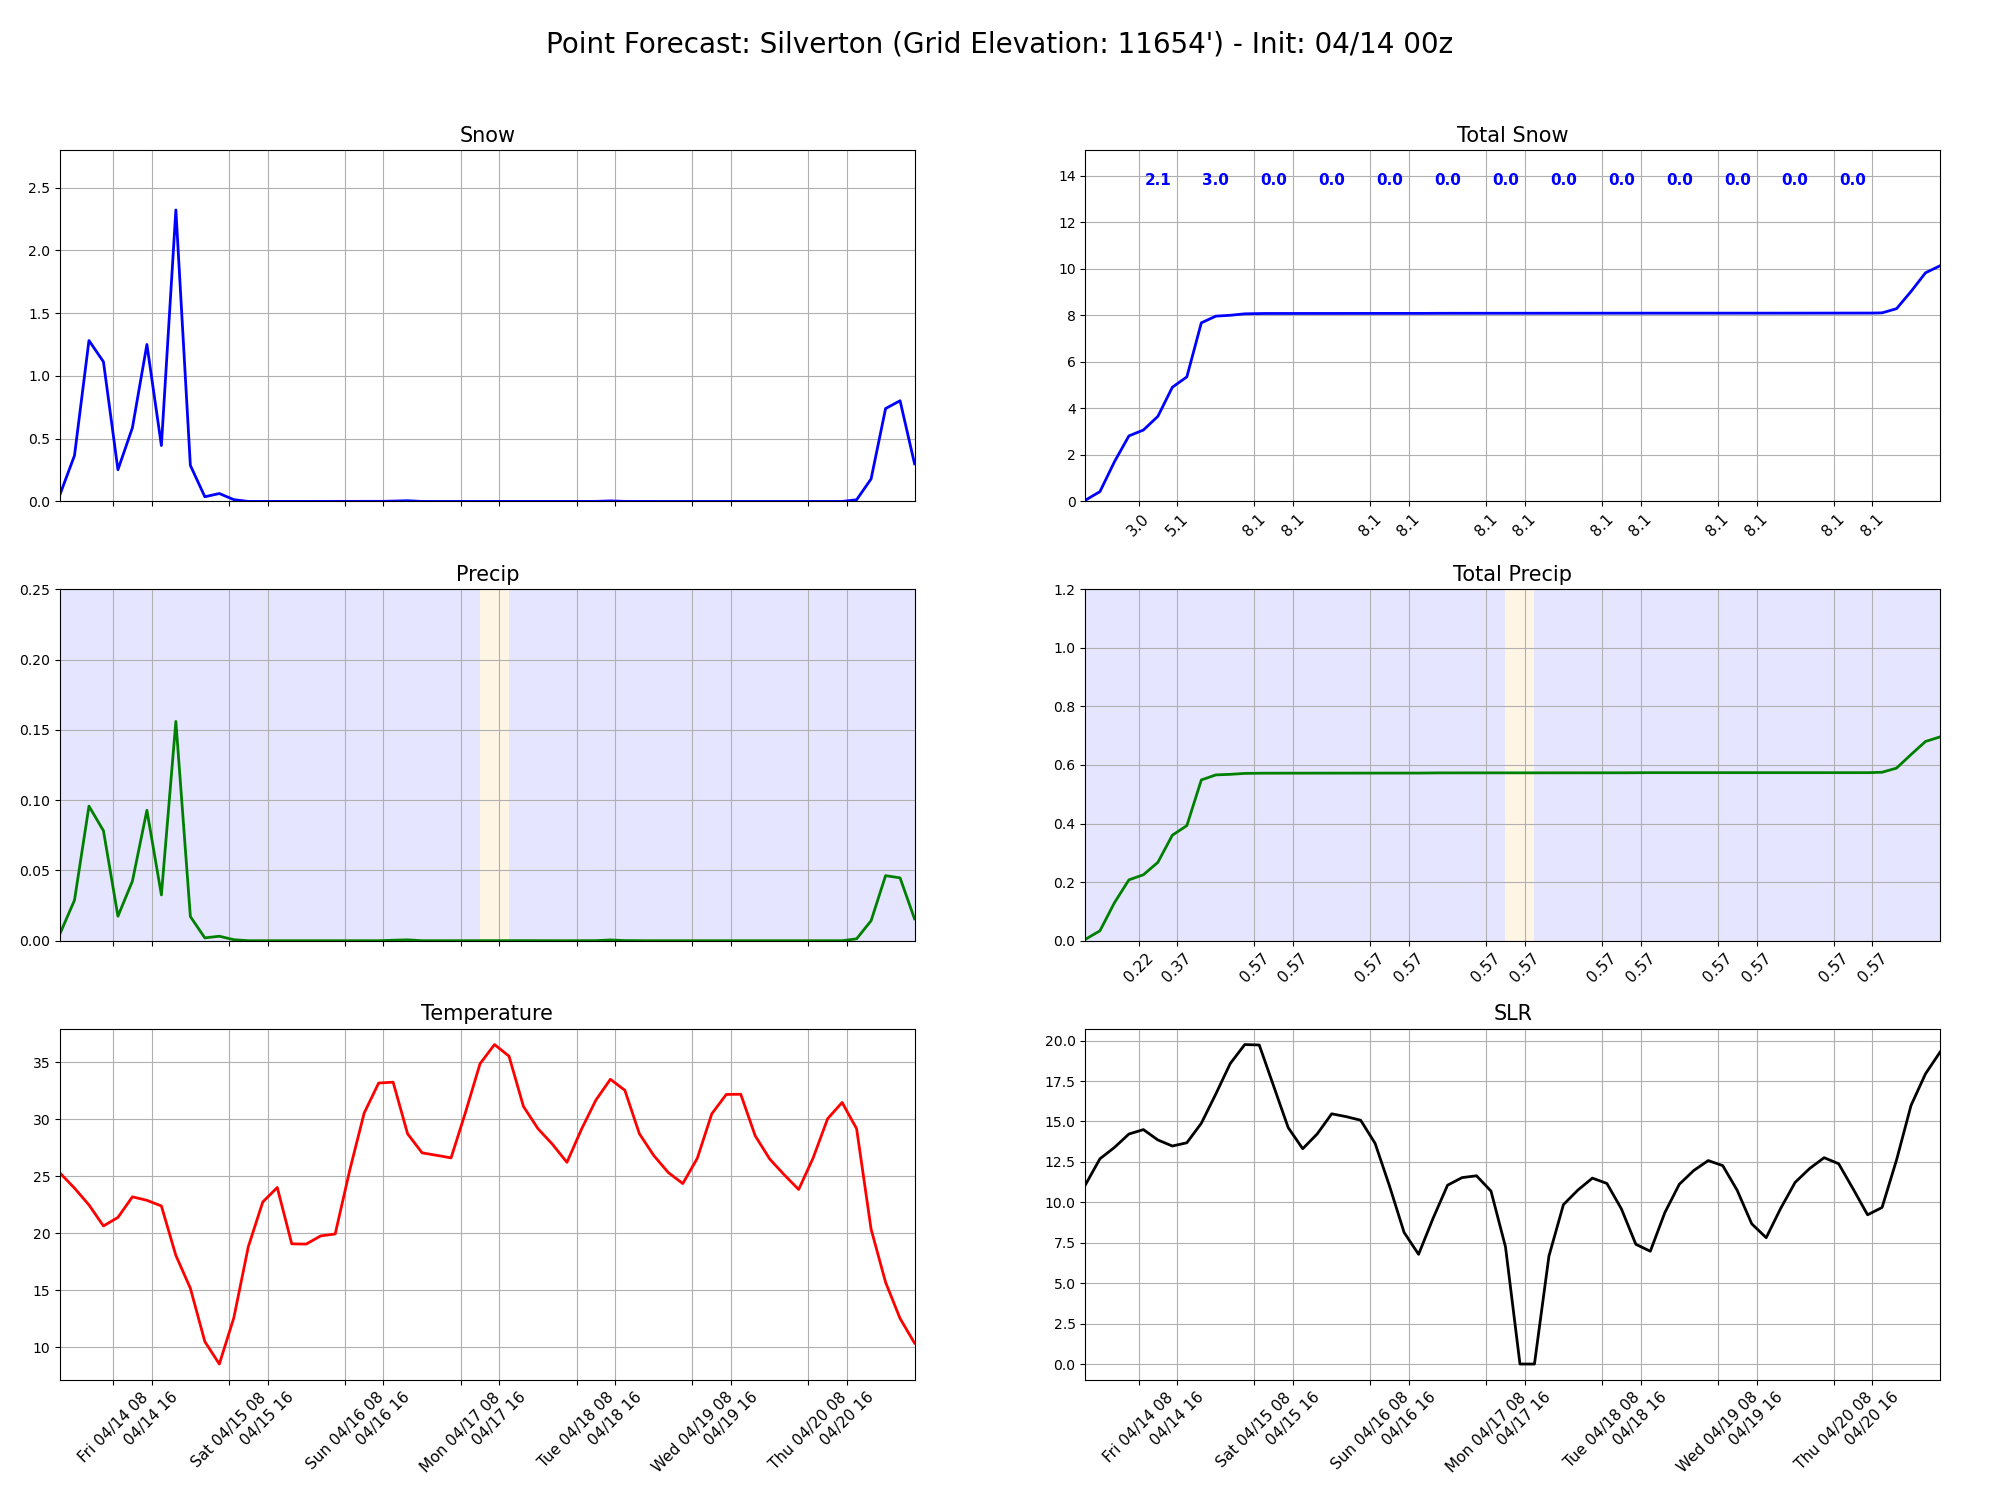 Point Forecast: Silverton (Grid Elevation: 11654') - Init: 04/14 00z
Snow
2.5
2.0
1.5
1.0
0.5
0.0
Total Snow
14
12
10
8
6
4
2
0
2.1 3.0 0.0 0.0 0.0 0.0 0.0 0.0 0.0 0.0 0.0 0.0 0.0
3.0 5.1 8.1 8.1 8.1 8.1 8.1 8.1 8.1 8.1 8.1 8.1 8.1 8.1
Precip
0.25
0.20
0.15
0.10
0.05
0.00
Total Precip
1.2
1.0
0.8
0.6
0.4
0.2
0.0
0.22 0.37 0.57 0.57 0.57 0.57 0.57 0.57 0.57 0.57 0.57 0.57 0.57 0.57
Temperature
35
30
25
20
15
10
Fri 04/14 08
04/14 16
Sat 04/15 08
04/15 16
Sun 04/16 08
04/16 16
Mon 04/17 08
04/17 16
Tue 04/18 08
04/18 16
Wed 04/19 08
04/19 16
Thu 04/20 08
04/20 16
SLR
20.0
17.5
15.0
12.5
10.0
7.5
5.0
2.5
0.0
Fri 04/14 08
04/14 16
Sat 04/15 08
04/15 16
Sun 04/16 08
04/16 16
Mon 04/17 08
04/17 16
Tue 04/18 08
04/18 16
Wed 04/19 08
04/19 16
Thu 04/20 08
04/20 16